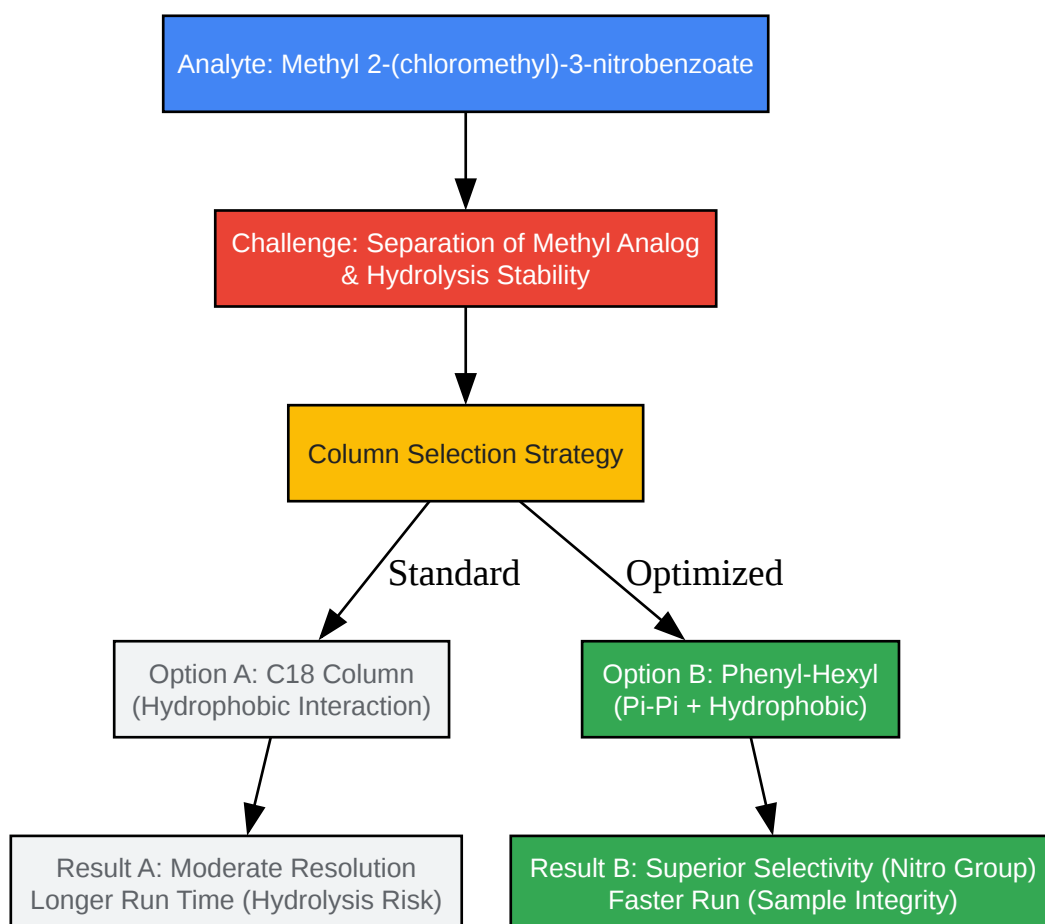 Analyte: Methyl 2-(chloromethyl)-3-nitrobenzoate
Challenge: Separation of Methyl Analog
& Hydrolysis Stability
Column Selection Strategy
Standard
Optimized
Option A: C18 Column
(Hydrophobic Interaction)
Option B: Phenyl-Hexyl
(Pi-Pi + Hydrophobic)
Result A: Moderate Resolution
Longer Run Time (Hydrolysis Risk)
Result B: Superior Selectivity (Nitro Group)
Faster Run (Sample Integrity)